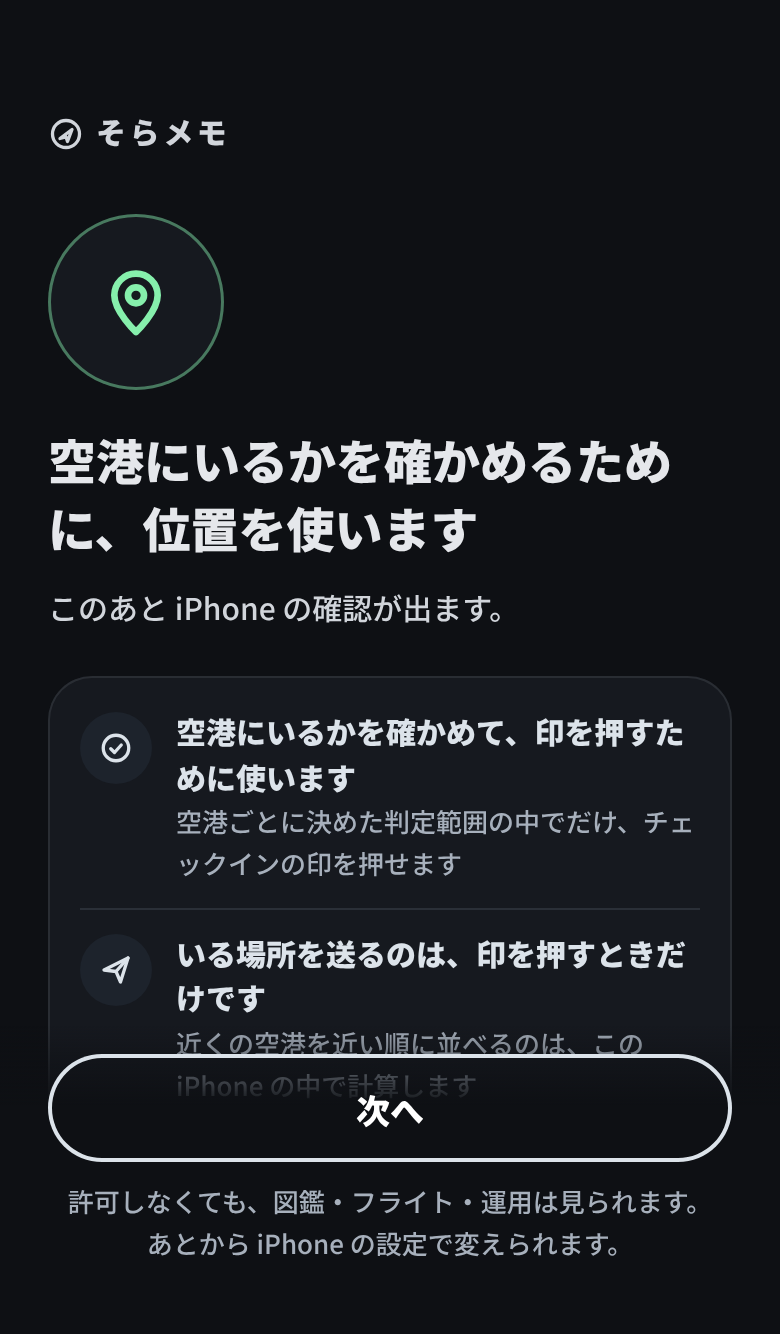 そらメモ
空港にいるかを確かめるため
に、位置を使います
このあと iPhone の確認が出ます。
空港にいるかを確かめて、印を押すた
めに使います
空港ごとに決めた判定範囲の中でだけ、チェ
ックインの印を押せます
いる場所を送るのは、印を押すときだ
けです
近くの空港を近い順に並べるのは、この
iPhone の中で計算します
次へ
許可しなくても、図鑑・フライト・運用は見られます。
あとから iPhone の設定で変えられます。